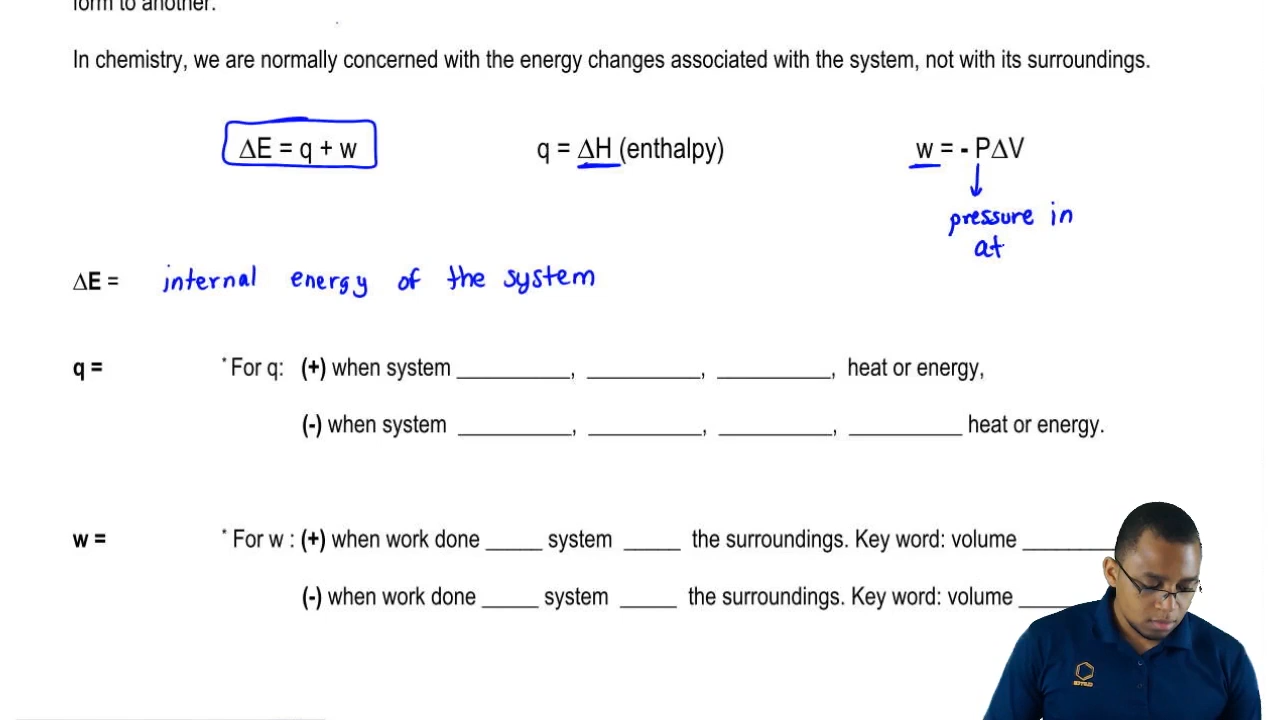 form to another.
In chemistry, we are normally concerned with the energy changes associated with the system, not with its surroundings.
ΔE = q + w q = ΔH (enthalpy) w = - PΔV
pressure in
at
ΔE = internal energy of the system
q = * For q: (+) when system __________, __________, __________, heat or energy,
(-) when system __________, __________, __________, __________ heat or energy.
w = * For w : (+) when work done _____ system _____ the surroundings. Key word: volume ________
(-) when work done _____ system _____ the surroundings. Key word: volume ____